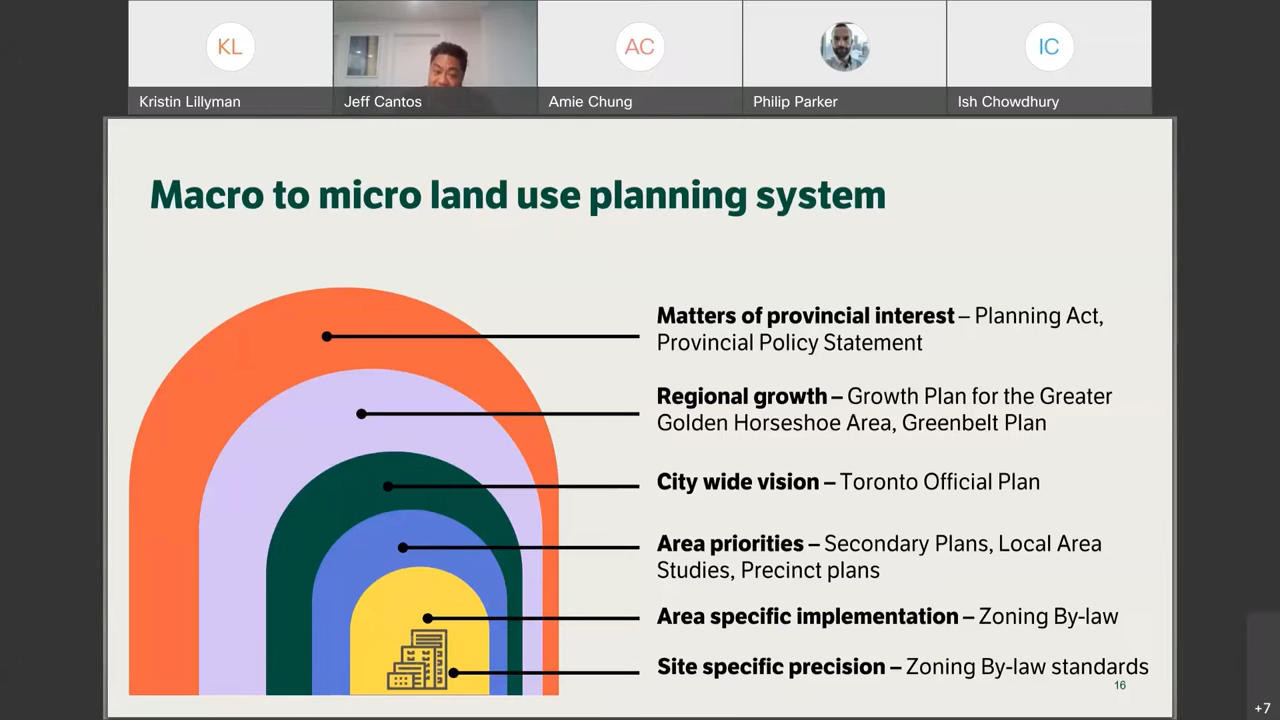 KL
AC
IC
Kristin Lillyman
Jeff Cantos
Amie Chung
Philip Parker
Ish Chowdhury
Macro to micro land use planning system
Matters of provincial interest – Planning Act,
Provincial Policy Statement
Regional growth – Growth Plan for the Greater
Golden Horseshoe Area, Greenbelt Plan
City wide vision – Toronto Official Plan
Area priorities – Secondary Plans, Local Area
Studies, Precinct plans
Area specific implementation – Zoning By-law
Site specific precision – Zoning By-law standards
16
+7